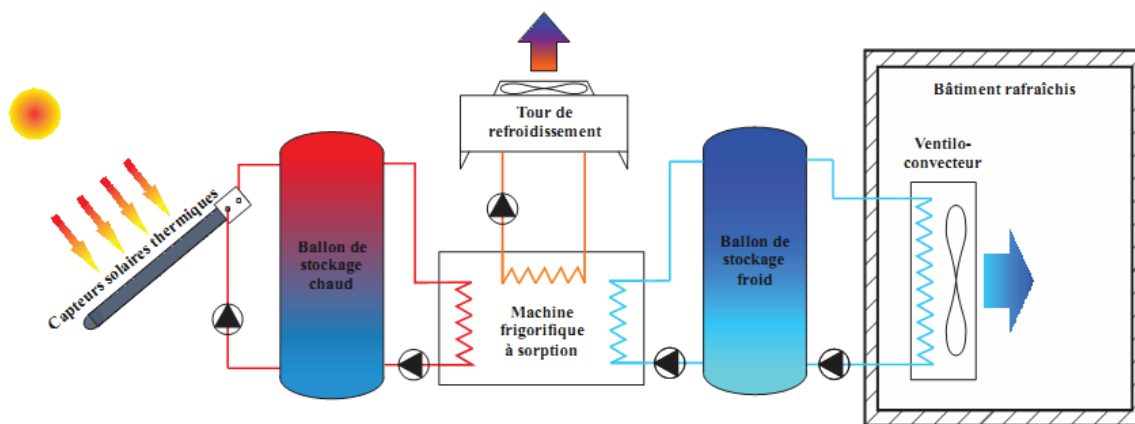 Capteurs solaires thermiques
Ballon de
stockage
chaud
Tour de
refroidissement
Machine
frigorifique
à sorption
Ballon de
stockage
froid
Bâtiment rafraîchis
Ventilo-
convecteur